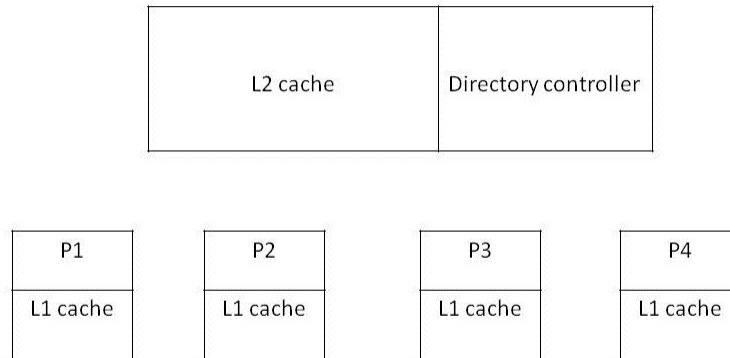 L2 cache
Directory controller
P1
P2
P3
P4
L1 cache
L1 cache
L1 cache
L1 cache